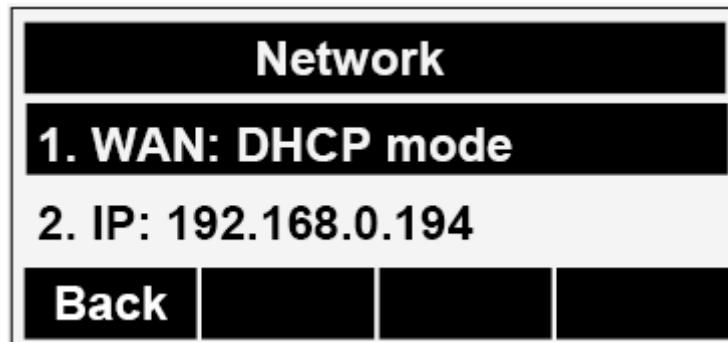 Network
1. WAN: DHCP mode
2. IP: 192.168.0.194
Back